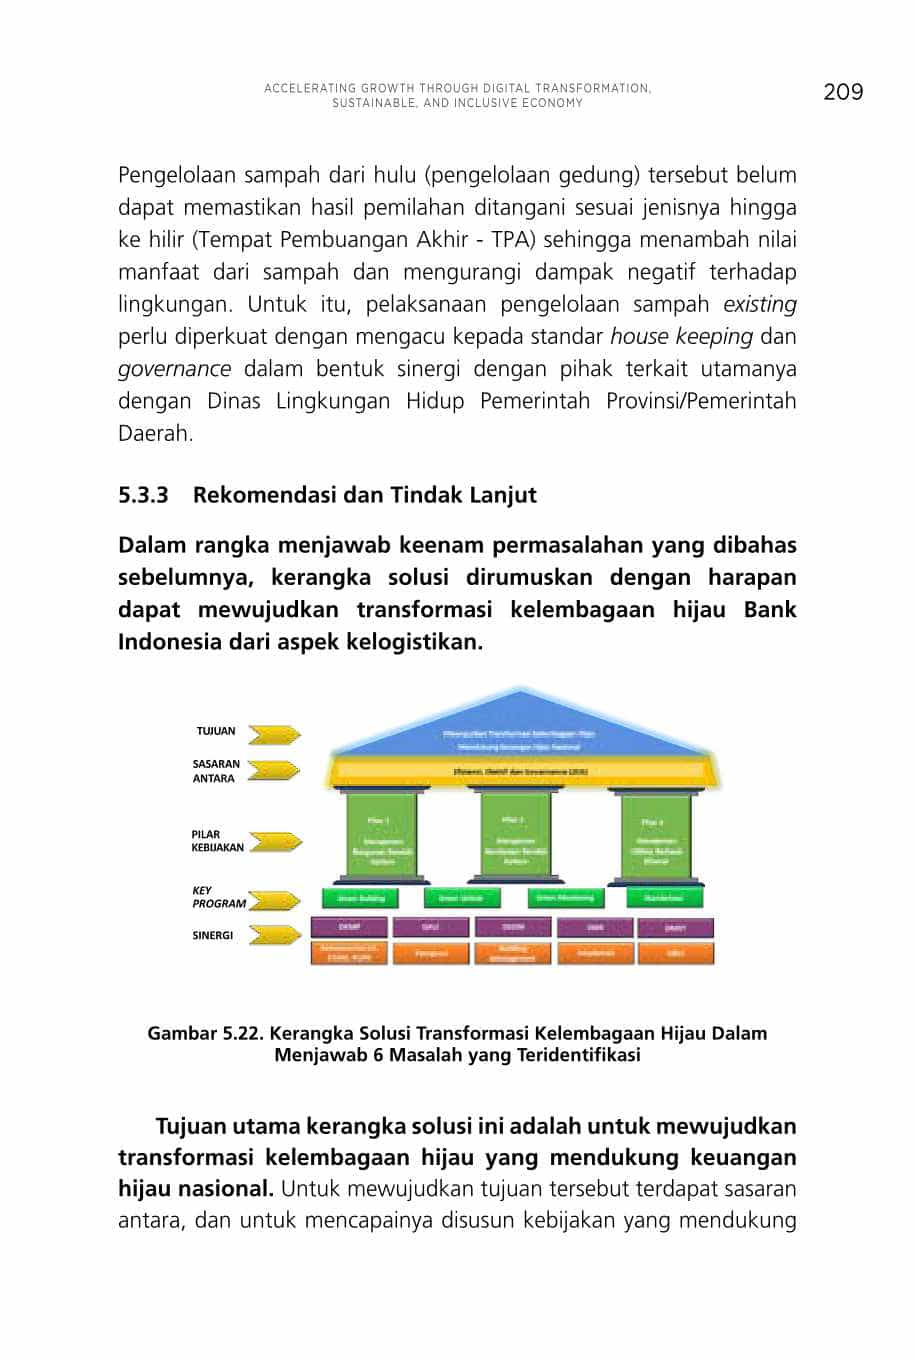 ACCELERATING GROWTH THROUGH DIGITAL TRANSFORMATION,
SUSTAINABLE, AND INCLUSIVE ECONOMY
209
Pengelolaan sampah dari hulu (pengelolaan gedung) tersebut belum
dapat memastikan hasil pemilahan ditangani sesuai jenisnya hingga
ke hilir (Tempat Pembuangan Akhir - TPA) sehingga menambah nilai
manfaat dari sampah dan mengurangi dampak negatif terhadap
lingkungan. Untuk itu, pelaksanaan pengelolaan sampah existing
perlu diperkuat dengan mengacu kepada standar house keeping dan
governance dalam bentuk sinergi dengan pihak terkait utamanya
dengan Dinas Lingkungan Hidup Pemerintah Provinsi/Pemerintah
Daerah.
5.3.3 Rekomendasi dan Tindak Lanjut
Dalam rangka menjawab keenam permasalahan yang dibahas
sebelumnya, kerangka solusi dirumuskan dengan harapan
dapat mewujudkan transformasi kelembagaan hijau Bank
Indonesia dari aspek kelogistikan.
TUJUAN
SASARAN
ANTARA
PILAR
KEBIJAKAN
Pilar 1
KEY
PROGRAM
Green Building
Green Monitoring
SINERGI
Building
Management
Gambar 5.22. Kerangka Solusi Transformasi Kelembagaan Hijau Dalam
Menjawab 6 Masalah yang Teridentifikasi
Tujuan utama kerangka solusi ini adalah untuk mewujudkan
transformasi kelembagaan hijau yang mendukung keuangan
hijau nasional. Untuk mewujudkan tujuan tersebut terdapat sasaran
antara, dan untuk mencapainya disusun kebijakan yang mendukung